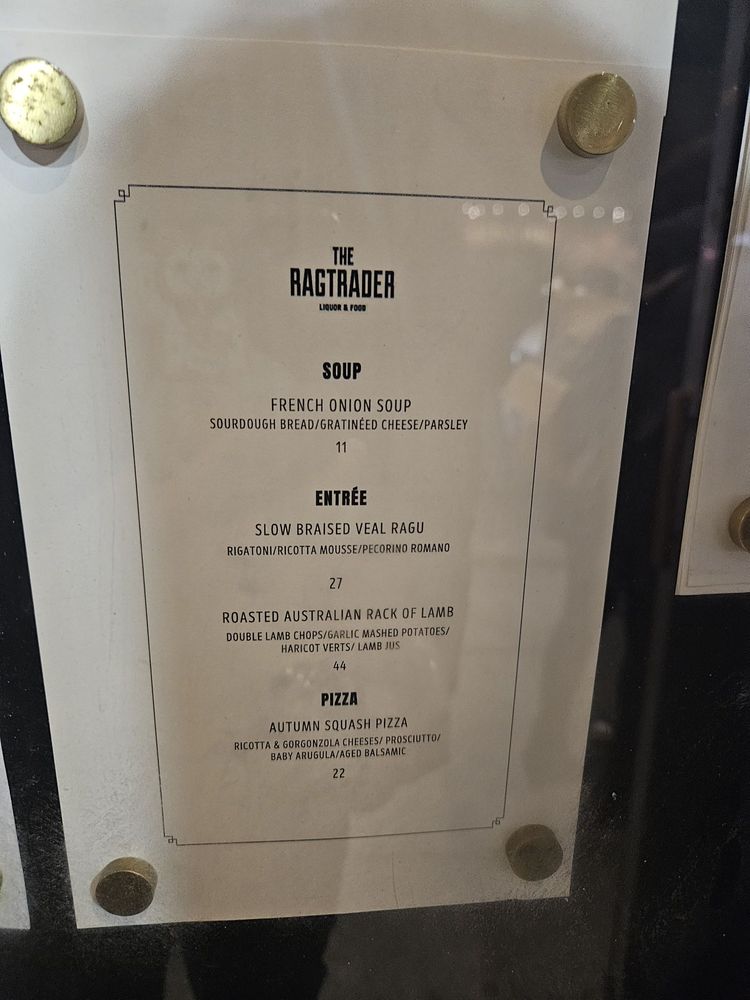 THE
RAGTRADER
LIQUOR & FOOD
SOUP
FRENCH ONION SOUP
SOURDOUGH BREAD/GRATINÉED CHEESE/PARSLEY
11
ENTRÉE
SLOW BRAISED VEAL RAGU
RIGATONI/RICOTTA MOUSSE/PECORINO ROMANO
27
ROASTED AUSTRALIAN RACK OF LAMB
DOUBLE LAMB CHOPS/GARLIC MASHED POTATOES/
HARICOT VERTS/ LAMB JUS
44
PIZZA
AUTUMN SQUASH PIZZA
RICOTTA & GORGONZOLA CHEESES/ PROSCIUTTO/
BABY ARUGULA/AGED BALSAMIC
22